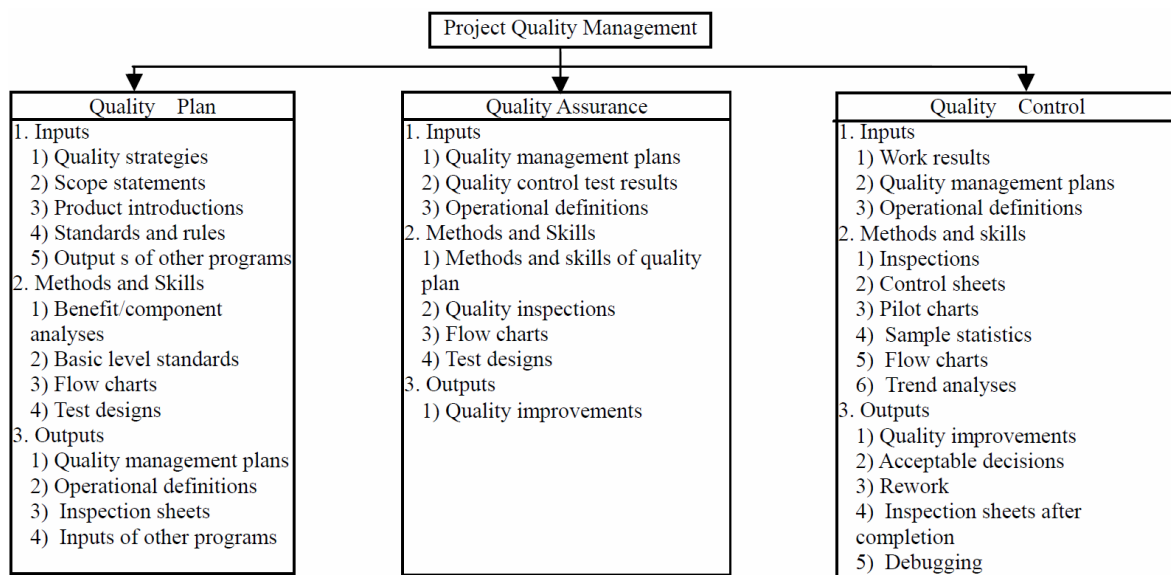 Project Quality Management
Quality Plan
1. Inputs
1) Quality strategies
2) Scope statements
3) Product introductions
4) Standards and rules
5) Output s of other programs
2. Methods and Skills
1) Benefit/component
analyses
2) Basic level standards
3) Flow charts
4) Test designs
3. Outputs
1) Quality management plans
2) Operational definitions
3) Inspection sheets
4) Inputs of other programs
Quality Assurance
1. Inputs
1) Quality management plans
2) Quality control test results
3) Operational definitions
2. Methods and Skills
1) Methods and skills of quality
plan
2) Quality inspections
3) Flow charts
4) Test designs
3. Outputs
1) Quality improvements
Quality Control
1. Inputs
1) Work results
2) Quality management plans
3) Operational definitions
2. Methods and skills
1) Inspections
2) Control sheets
3) Pilot charts
4) Sample statistics
5) Flow charts
6) Trend analyses
3. Outputs
1) Quality improvements
2) Acceptable decisions
3) Rework
4) Inspection sheets after
completion
5) Debugging